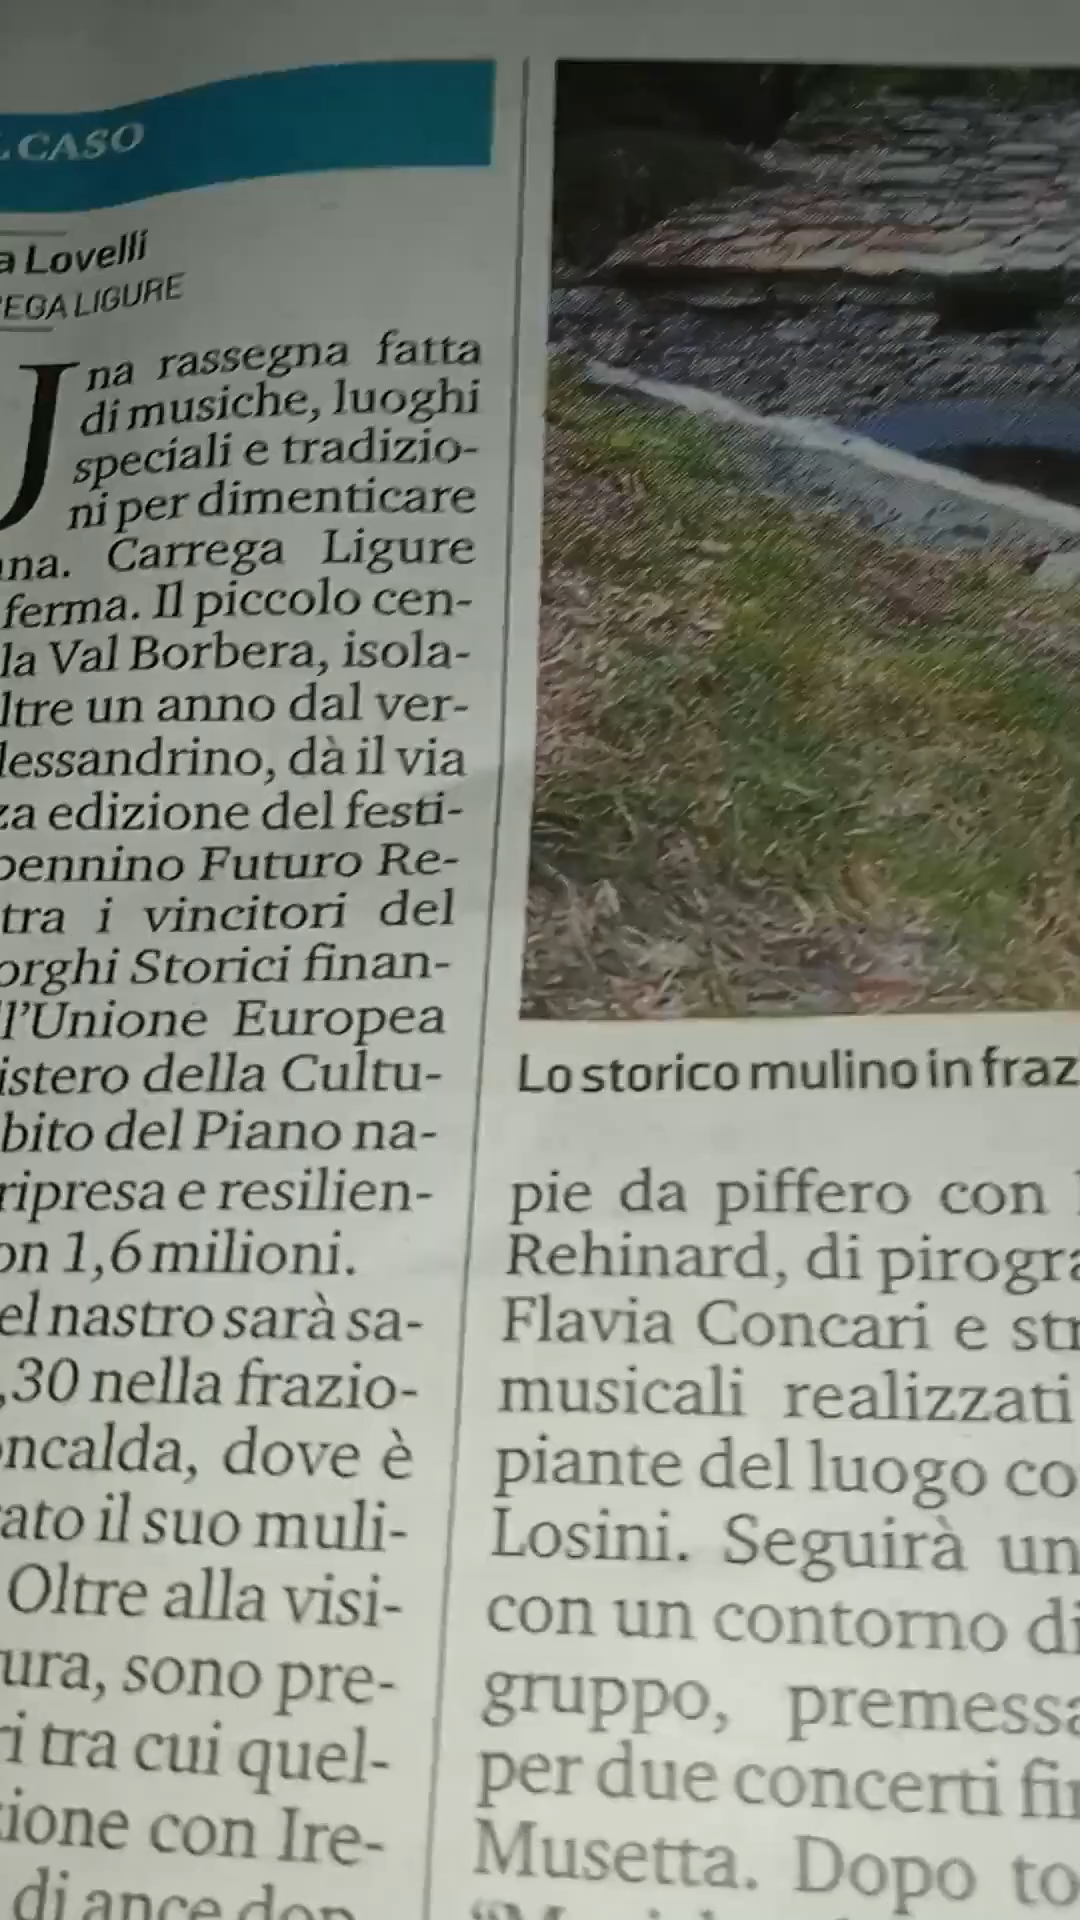 CASO
Lovelli
EGA LIGURE
Una rassegna fatta
di musiche, luoghi
speciali e tradizio-
ni per dimenticare
na. Carrega Ligure
ferma. Il piccolo cen-
la Val Borbera, isola-
ltre un anno dal ver-
lessandrino, dà il via
za edizione del festi-
pennino Futuro Re-
tra i vincitori del
orghi Storici finan-
l'Unione Europea
istero della Cultu-
bito del Piano na-
ripresa e resilien-
on 1,6 milioni.
el nastro sarà sa-
,30 nella frazio-
ncalda, dove è
ato il suo muli-
Oltre alla visi-
ura, sono pre-
ri tra cui quel-
zione con Ire-
di ance dop
Lo storico mulino in fraz
pie da piffero con
Rehinard, di pirogra
Flavia Concari e str
musicali realizzati
piante del luogo co
Losini. Seguirà un
con un contorno di
gruppo, premessa
per due concerti fin
Musetta. Dopo to